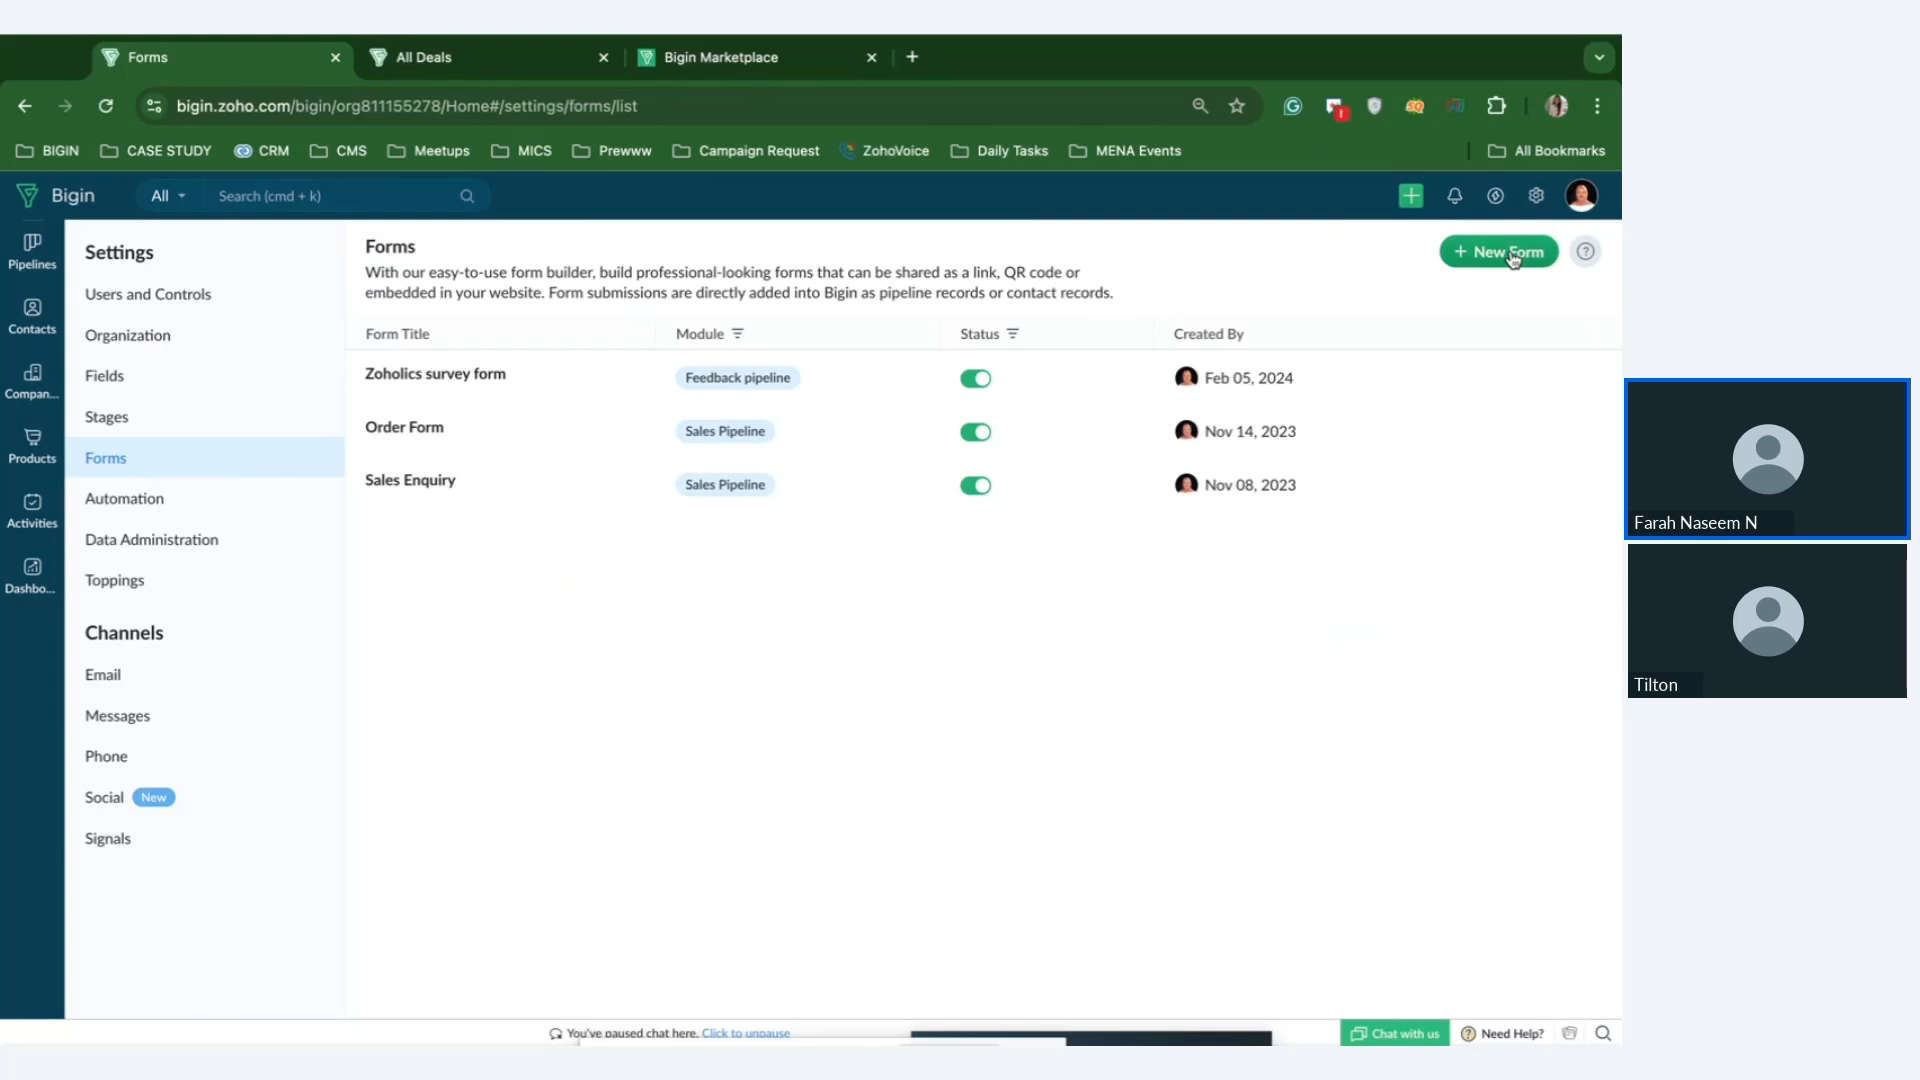 Forms
All Deals
Bigin Marketplace
bigin.zoho.com/bigin/org811155278/Home#/settings/forms/list
BIGIN
CASE STUDY
CRM
CMS
Meetups
MICS
Prewww
Campaign Request
ZohoVoice
Daily Tasks
MENA Events
All Bookmarks
Bigin
All
Search (cmd + k)
Pipelines
Contacts
Compan...
Products
Activities
Dashbo...
Settings
Users and Controls
Organization
Fields
Stages
Forms
Automation
Data Administration
Toppings
Channels
Email
Messages
Phone
Social New
Signals
Forms
With our easy-to-use form builder, build professional-looking forms that can be shared as a link, QR code or
embedded in your website. Form submissions are directly added into Bigin as pipeline records or contact records.
+ New Form
Form Title Module Status Created By
Zoholics survey form Feedback pipeline Feb 05, 2024
Order Form Sales Pipeline Nov 14, 2023
Sales Enquiry Sales Pipeline Nov 08, 2023
You've paused chat here. Click to unpause
Chat with us
Need Help?
Farah Naseem N
Tilton